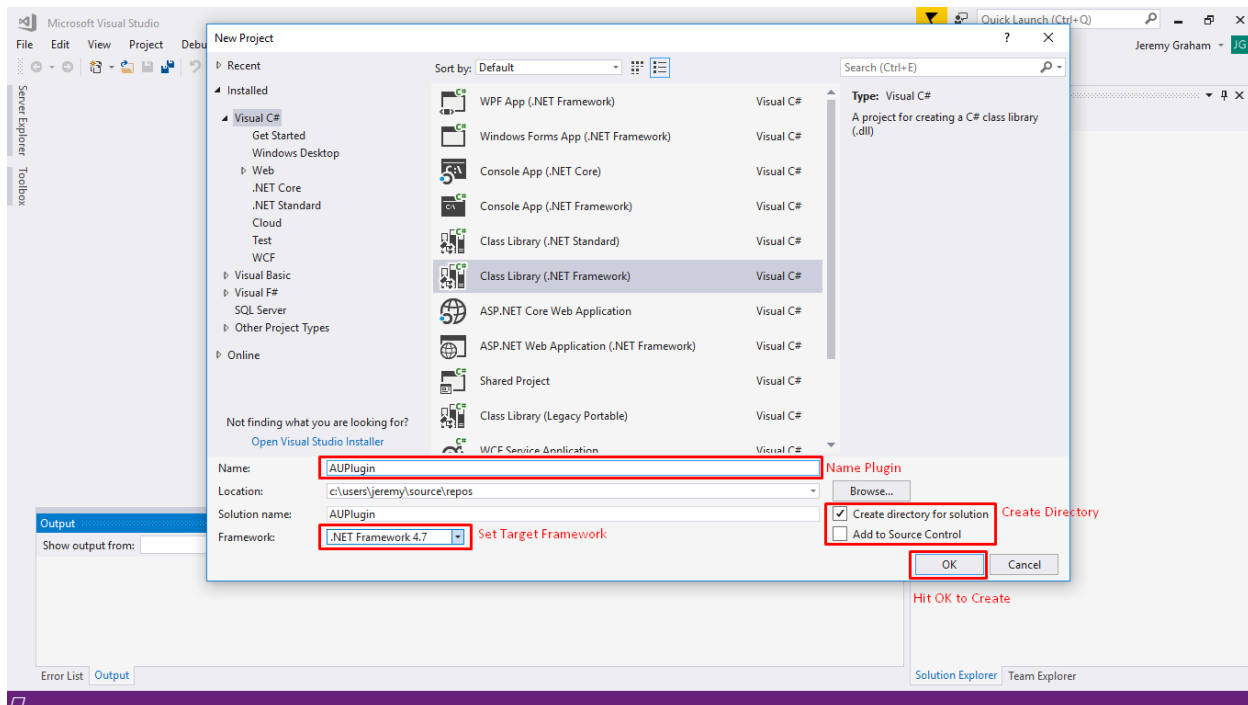 Microsoft Visual Studio
Quick Launch (Ctrl+Q)
File Edit View Project Debu
Jeremy Graham JG
New Project
Server Explorer
Toolbox
Recent
Installed
Visual C#
Get Started
Windows Desktop
Web
.NET Core
.NET Standard
Cloud
Test
WCF
Visual Basic
Visual F#
SQL Server
Other Project Types
Online
Not finding what you are looking for?
Open Visual Studio Installer
Sort by: Default
Search (Ctrl+E)
WPF App (.NET Framework) Visual C#
Windows Forms App (.NET Framework) Visual C#
Console App (.NET Core) Visual C#
Console App (.NET Framework) Visual C#
Class Library (.NET Standard) Visual C#
Class Library (.NET Framework) Visual C#
ASP.NET Core Web Application Visual C#
ASP.NET Web Application (.NET Framework) Visual C#
Shared Project Visual C#
Class Library (Legacy Portable) Visual C#
WCF Service Application Visual C#
Type: Visual C#
A project for creating a C# class library
(.dll)
Name: AUPlugin Name Plugin
Location: c:\users\jeremy\source\repos Browse...
Solution name: AUPlugin Create directory for solution Create Directory
Framework: .NET Framework 4.7 Set Target Framework Add to Source Control
OK Cancel
Hit OK to Create
Output
Show output from:
Error List Output
Solution Explorer Team Explorer